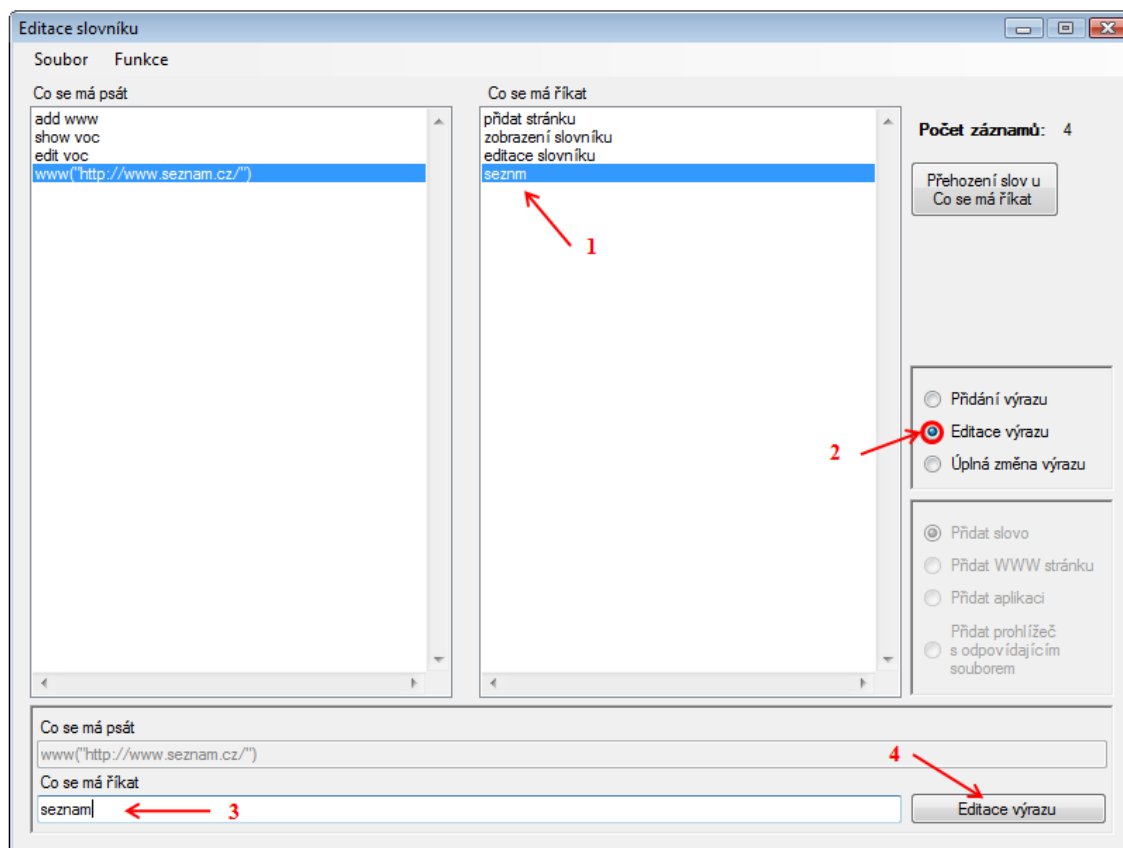 Editace slovníku
Soubor Funkce
Co se má psát
add www
show voc
edit voc
www("http://www.seznam.cz/")
Co se má říkat
přidat stránku
zobrazení slovníku
editace slovníku
seznm
1
Počet záznamů: 4
Přehození slov u
Co se má říkat
Přidání výrazu
2
Editace výrazu
Úplná změna výrazu
Přidat slovo
Přidat WWW stránku
Přidat aplikaci
Přidat prohlížeč
s odpovídajícím
souborem
Co se má psát
www("http://www.seznam.cz/")
Co se má říkat
seznam
3
4
Editace výrazu